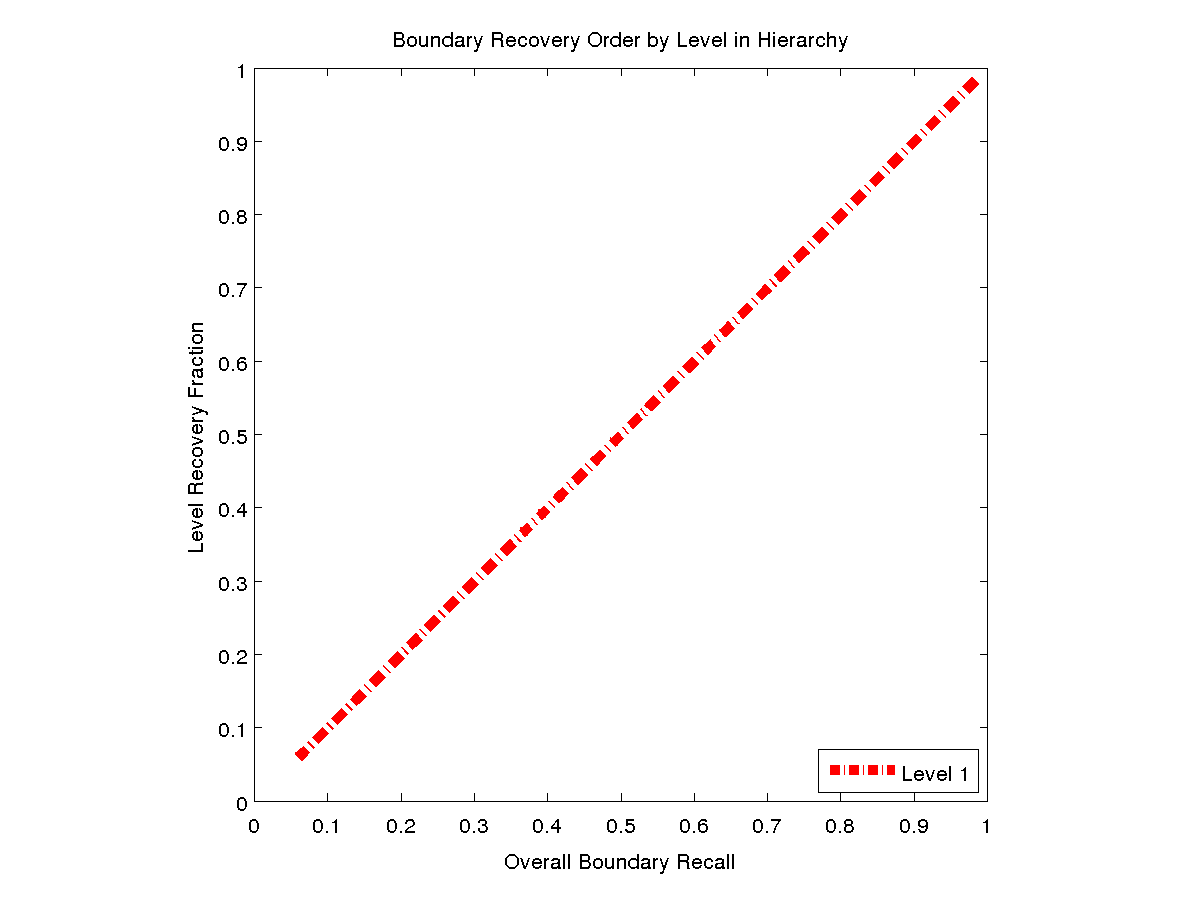 Boundary Recovery Order by Level in Hierarchy
1
0.9
0.8
0.7
0.6
0.5
0.4
0.3
0.2
0.1
0
Level Recovery Fraction
Level 1
0 0.1 0.2 0.3 0.4 0.5 0.6 0.7 0.8 0.9 1
Overall Boundary Recall